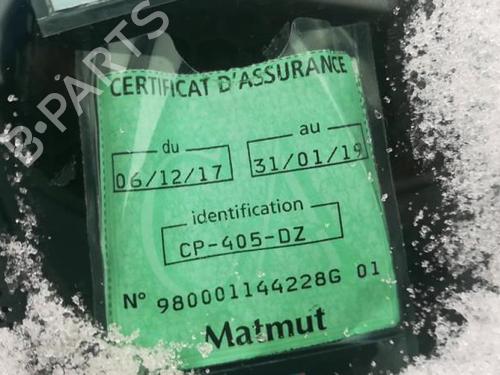 CERTIFICAT D'ASSURANCE
du
au
06/12/17
31/01/19
identification
CP-405-DZ
N° 980001144228G 01
Matmut
B-PARTS